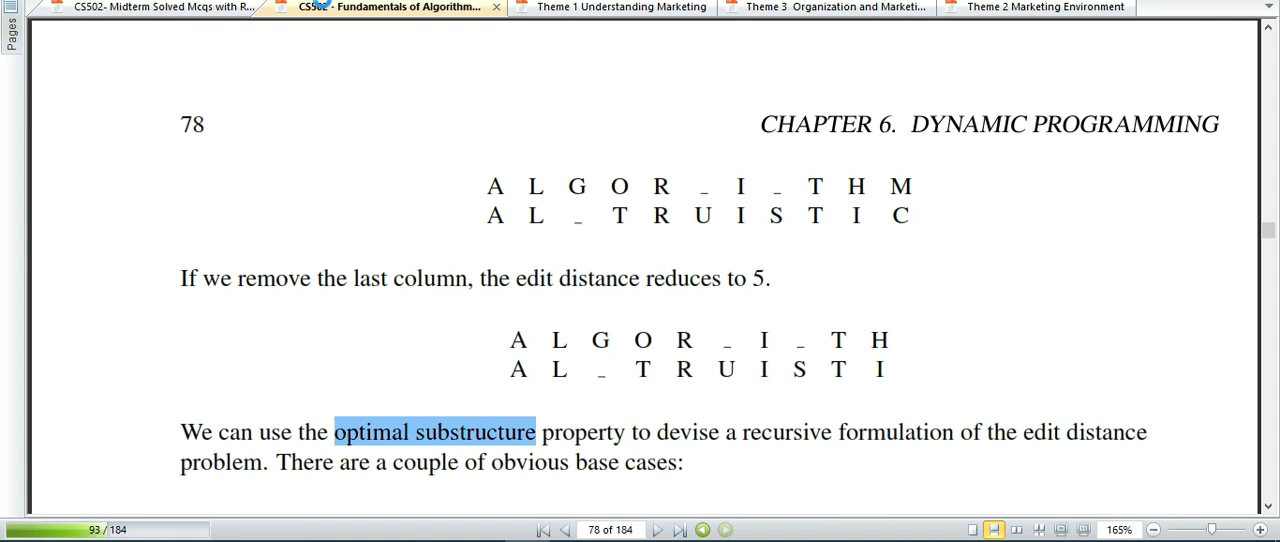 CS502- Midterm Solved Mcqs with R...
CS502 - Fundamentals of Algorithm...
Theme 1 Understanding Marketing
Theme 3 Organization and Marketi...
Theme 2 Marketing Environment
Pages
78 CHAPTER 6. DYNAMIC PROGRAMMING
A L G O R _ I _ T H M
A L _ T R U I S T I C
If we remove the last column, the edit distance reduces to 5.
A L G O R _ I _ T H
A L _ T R U I S T I
We can use the optimal substructure property to devise a recursive formulation of the edit distance
problem. There are a couple of obvious base cases:
93 / 184
78 of 184
165%